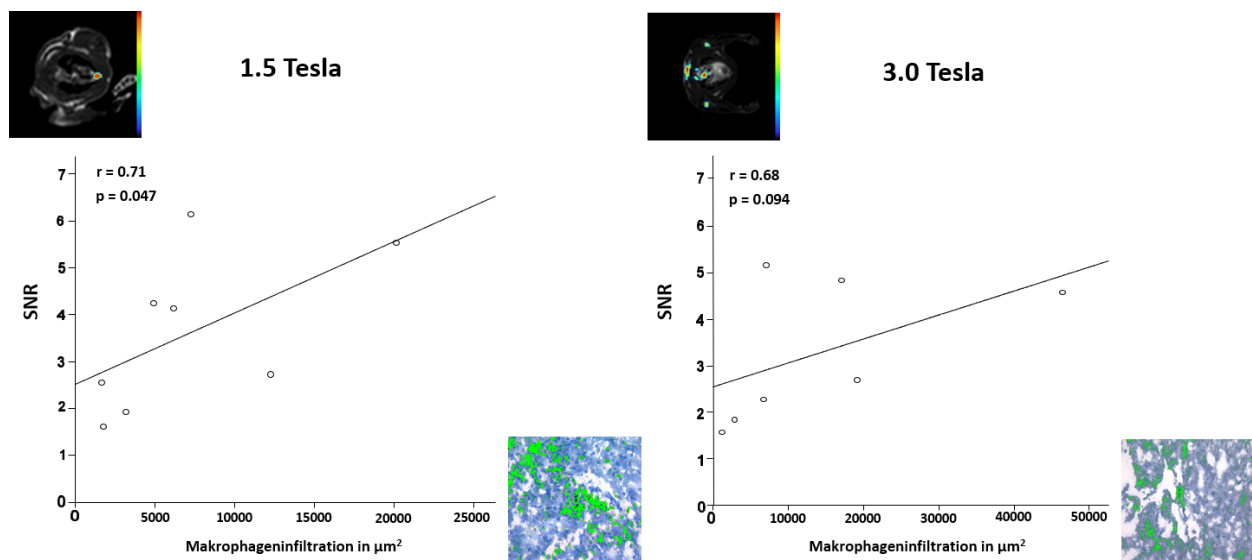 1.5 Tesla
r = 0.71
p = 0.047
7
6
5
4
3
2
1
0
SNR
0 5000 10000 15000 20000 25000
Makrophageninfiltration in µm²
3.0 Tesla
r = 0.68
p = 0.094
7
6
5
4
3
2
1
0
SNR
0 10000 20000 30000 40000 50000
Makrophageninfiltration in µm²